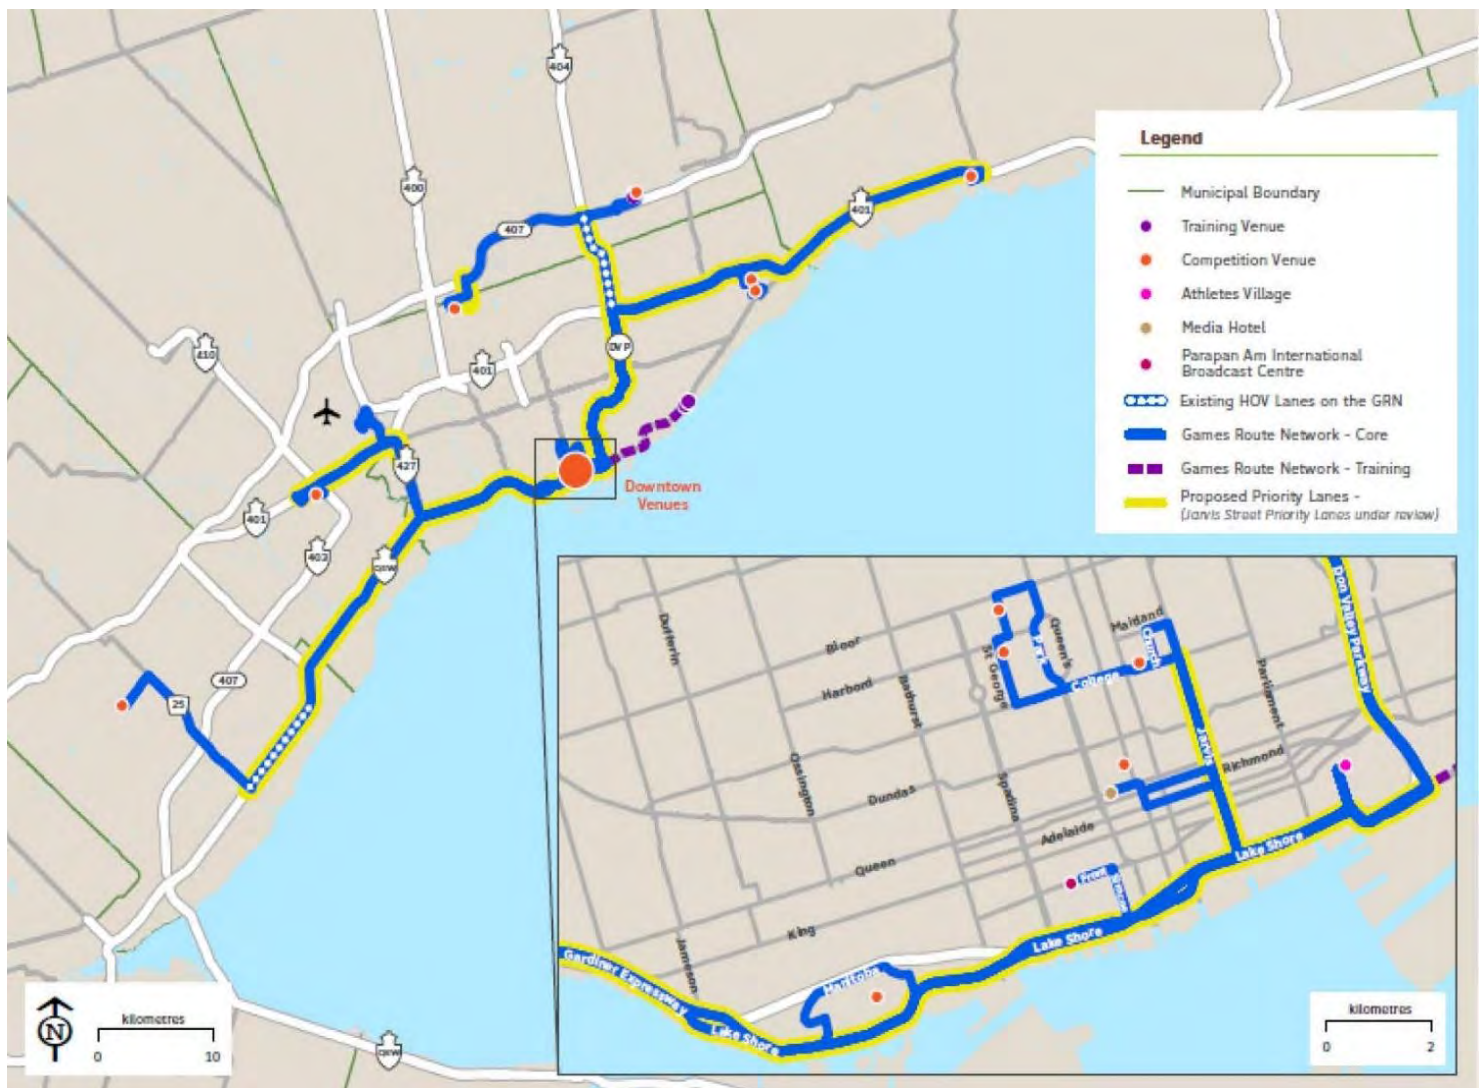 404
400
401
407
410
DVP
401
427
401
403
QEW
407
25
QEW
Downtown
Venues
Legend
Municipal Boundary
Training Venue
Competition Venue
Athletes Village
Media Hotel
Parapan Am International
Broadcast Centre
Existing HOV Lanes on the GRN
Games Route Network - Core
Games Route Network - Training
Proposed Priority Lanes -
(Jarvis Street Priority Lanes under review)
Dufferin
Bloor
Harbord
Bathurst
St George
Park
Queen's
Maitland
Church
College
Don Valley Parkway
Parliament
Jarvis
Richmond
Ossington
Dundas
Spadina
Adelaide
Queen
King
Jameson
Front
Lake Shore
Lake Shore
Manitoba
Gardiner Expressway
Lake Shore
N
kilometres
0 10
kilometres
0 2